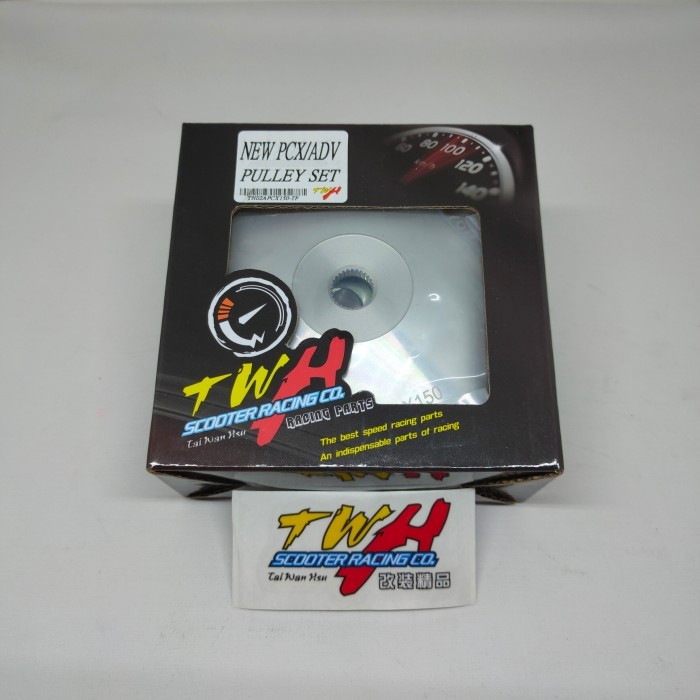 NEW PCX/ADV
PULLEY SET
TWH
60 80 100 120 140
km/h
X150
TWH
SCOOTER RACING CO.
RACING PARTS
Tai Wan Hsu
The best speed racing parts
An indispensable parts of racing
TWH
SCOOTER RACING CO.
Tai Wan Hsu
改裝精品